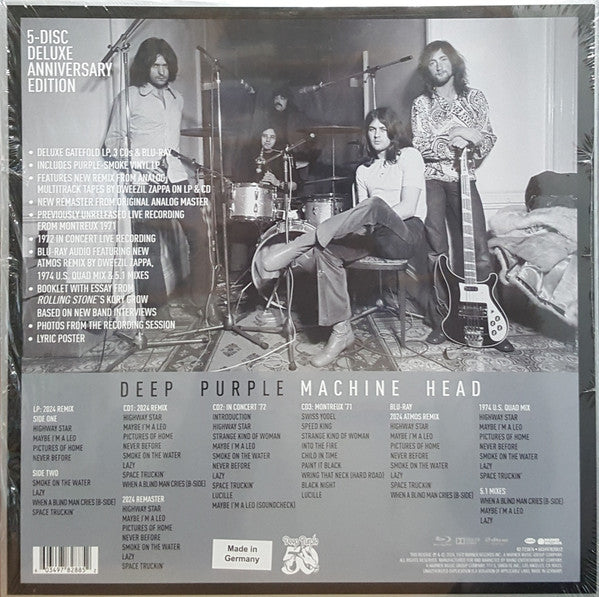 5-DISC
DELUXE
ANNIVERSARY
EDITION
• DELUXE GATEFOLD LP, 3 CDs & BLU-RAY
• INCLUDES PURPLE-SMOKE VINYL LP
• FEATURES NEW REMIX FROM ANALOG
MULTITRACK TAPES BY DWEEZIL ZAPPA ON LP & CD
• NEW REMASTER FROM ORIGINAL ANALOG MASTER
• PREVIOUSLY UNRELEASED LIVE RECORDING
FROM MONTREUX 1971
• 1972 IN CONCERT LIVE RECORDING
• BLU-RAY AUDIO FEATURING NEW
ATMOS REMIX BY DWEEZIL ZAPPA,
1974 U.S. QUAD MIX & 5.1 MIXES
• BOOKLET WITH ESSAY FROM
ROLLING STONE'S KORY GROW
BASED ON NEW BAND INTERVIEWS
• PHOTOS FROM THE RECORDING SESSION
• LYRIC POSTER
DEEP PURPLE MACHINE HEAD
LP: 2024 REMIX
SIDE ONE
HIGHWAY STAR
MAYBE I'M A LEO
PICTURES OF HOME
NEVER BEFORE
SIDE TWO
SMOKE ON THE WATER
LAZY
WHEN A BLIND MAN CRIES (B-SIDE)
SPACE TRUCKIN'
CD1: 2024 REMIX
HIGHWAY STAR
MAYBE I'M A LEO
PICTURES OF HOME
NEVER BEFORE
SMOKE ON THE WATER
LAZY
SPACE TRUCKIN'
WHEN A BLIND MAN CRIES (B-SIDE)
2024 REMASTER
HIGHWAY STAR
MAYBE I'M A LEO
PICTURES OF HOME
NEVER BEFORE
SMOKE ON THE WATER
LAZY
SPACE TRUCKIN'
CD2: IN CONCERT '72
INTRODUCTION
HIGHWAY STAR
STRANGE KIND OF WOMAN
MAYBE I'M A LEO
SMOKE ON THE WATER
NEVER BEFORE
LAZY
SPACE TRUCKIN'
LUCILLE
MAYBE I'M A LEO (SOUNDCHECK)
CD3: MONTREUX '71
SWISS YODEL
SPEED KING
STRANGE KIND OF WOMAN
INTO THE FIRE
CHILD IN TIME
PAINT IT BLACK
WRING THAT NECK (HARD ROAD)
BLACK NIGHT
LUCILLE
BLU-RAY
2024 ATMOS REMIX
HIGHWAY STAR
MAYBE I'M A LEO
PICTURES OF HOME
NEVER BEFORE
SMOKE ON THE WATER
LAZY
SPACE TRUCKIN'
WHEN A BLIND MAN CRIES (B-SIDE)
1974 U.S. QUAD MIX
HIGHWAY STAR
MAYBE I'M A LEO
PICTURES OF HOME
NEVER BEFORE
SMOKE ON THE WATER
LAZY
SPACE TRUCKIN'
5.1 MIXES
WHEN A BLIND MAN CRIES (B-SIDE)
MAYBE I'M A LEO
LAZY
Made in
Germany
Deep Purple
50